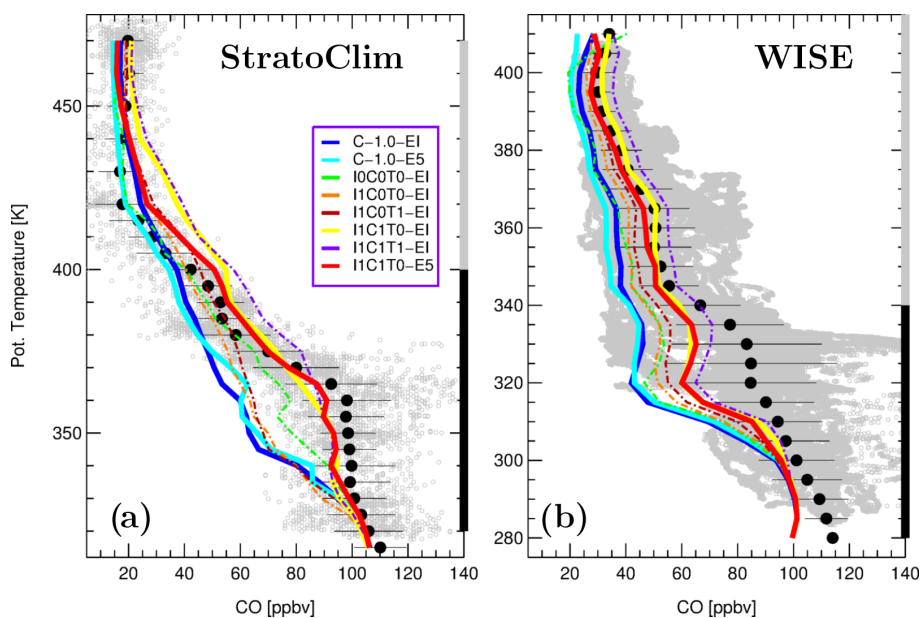 StratoClim
WISE
C-1.0-EI
C-1.0-E5
I0C0T0-EI
I1C0T0-EI
I1C0T1-EI
I1C1T0-EI
I1C1T1-EI
I1C1T0-E5
Pot. Temperature [K]
450
400
350
400
380
360
340
320
300
280
(a)
(b)
20 40 60 80 100 120 140
20 40 60 80 100 120 140
CO [ppbv]
CO [ppbv]